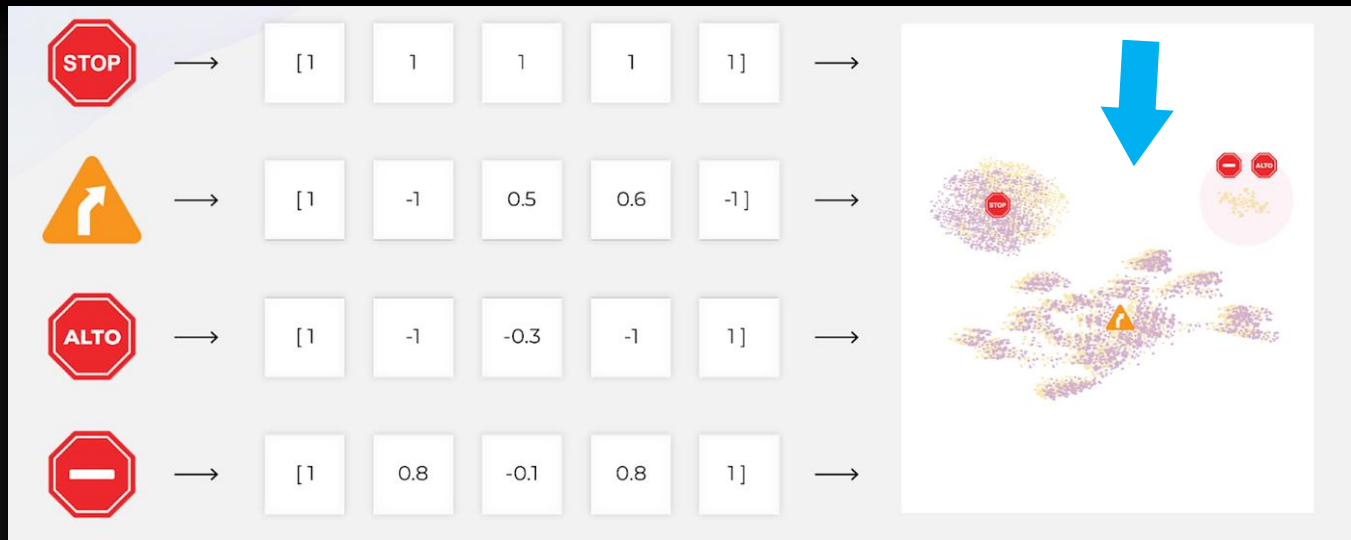 STOP [1 1 1 1 1]
[1 -1 0.5 0.6 -1]
ALTO [1 -1 -0.3 -1 1]
[1 0.8 -0.1 0.8 1]
ALTO
STOP